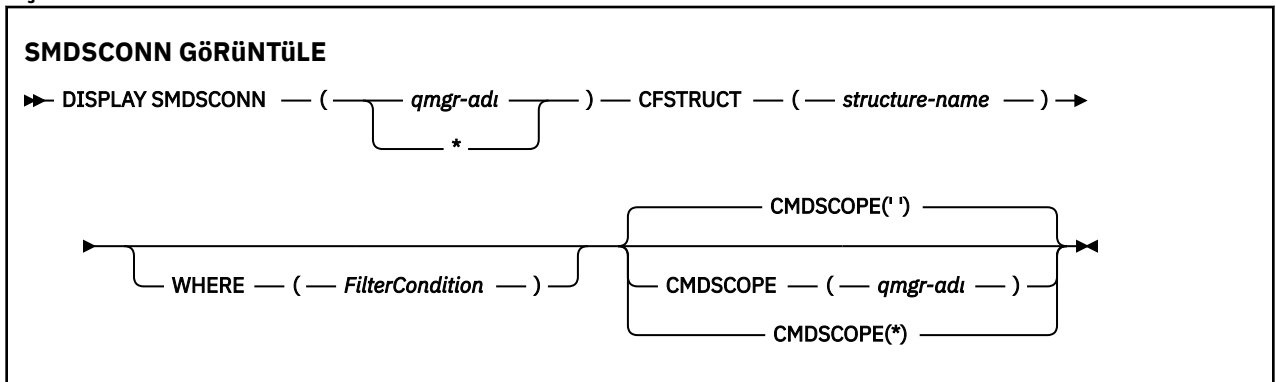 SMDSCONN GöRüNTüLE
DISPLAY SMDSCONN ( qmgr-adı ) CFSTRUCT ( structure-name )
*
CMDSCOPE(' ')
WHERE ( FilterCondition ) CMDSCOPE ( qmgr-adı )
CMDSCOPE(*)